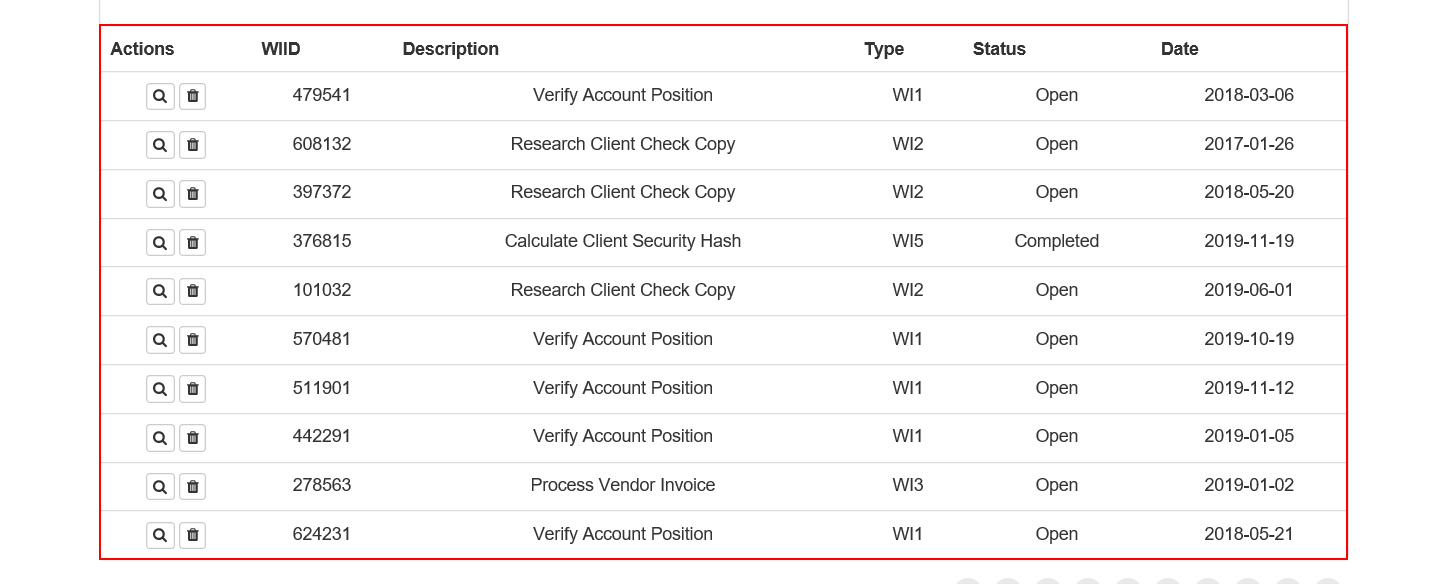 Actions WIID Description Type Status Date
479541 Verify Account Position WI1 Open 2018-03-06
608132 Research Client Check Copy WI2 Open 2017-01-26
397372 Research Client Check Copy WI2 Open 2018-05-20
376815 Calculate Client Security Hash WI5 Completed 2019-11-19
101032 Research Client Check Copy WI2 Open 2019-06-01
570481 Verify Account Position WI1 Open 2019-10-19
511901 Verify Account Position WI1 Open 2019-11-12
442291 Verify Account Position WI1 Open 2019-01-05
278563 Process Vendor Invoice WI3 Open 2019-01-02
624231 Verify Account Position WI1 Open 2018-05-21